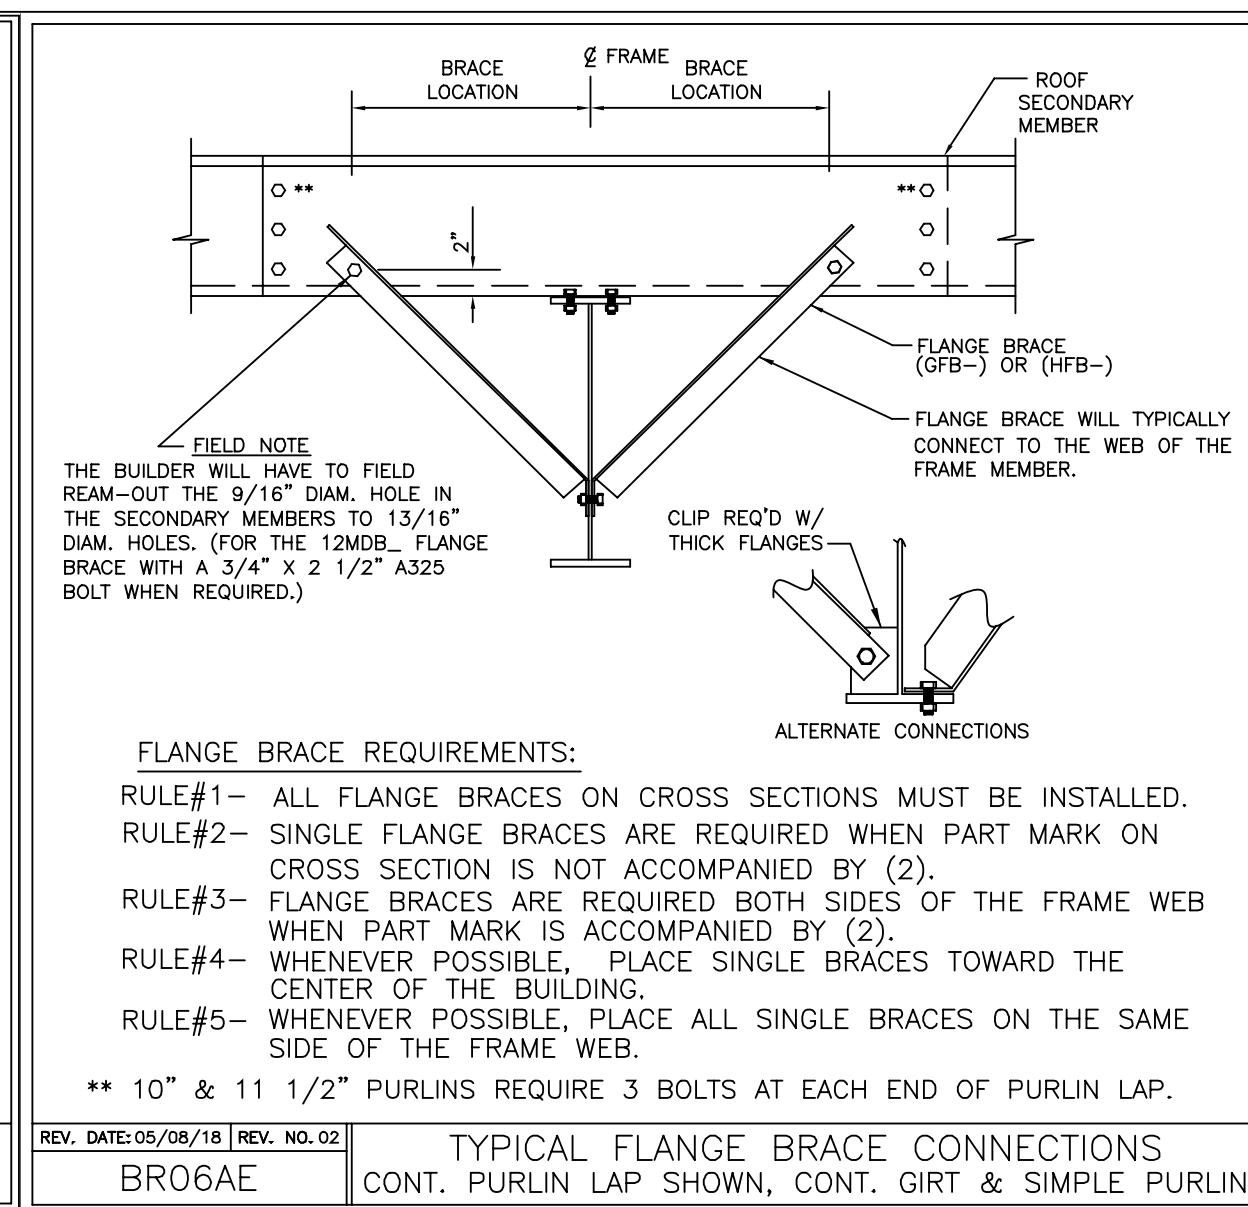 ℄ FRAME
BRACE
LOCATION
BRACE
LOCATION
ROOF
SECONDARY
MEMBER
**
**
2"
FLANGE BRACE
(GFB-) OR (HFB-)
FLANGE BRACE WILL TYPICALLY
CONNECT TO THE WEB OF THE
FRAME MEMBER.
FIELD NOTE
THE BUILDER WILL HAVE TO FIELD
REAM-OUT THE 9/16" DIAM. HOLE IN
THE SECONDARY MEMBERS TO 13/16"
DIAM. HOLES. (FOR THE 12MDB_ FLANGE
BRACE WITH A 3/4" X 2 1/2" A325
BOLT WHEN REQUIRED.)
CLIP REQ'D W/
THICK FLANGES
ALTERNATE CONNECTIONS
FLANGE BRACE REQUIREMENTS:
RULE#1- ALL FLANGE BRACES ON CROSS SECTIONS MUST BE INSTALLED.
RULE#2- SINGLE FLANGE BRACES ARE REQUIRED WHEN PART MARK ON
CROSS SECTION IS NOT ACCOMPANIED BY (2).
RULE#3- FLANGE BRACES ARE REQUIRED BOTH SIDES OF THE FRAME WEB
WHEN PART MARK IS ACCOMPANIED BY (2).
RULE#4- WHENEVER POSSIBLE, PLACE SINGLE BRACES TOWARD THE
CENTER OF THE BUILDING.
RULE#5- WHENEVER POSSIBLE, PLACE ALL SINGLE BRACES ON THE SAME
SIDE OF THE FRAME WEB.
** 10" & 11 1/2" PURLINS REQUIRE 3 BOLTS AT EACH END OF PURLIN LAP.
REV. DATE: 05/08/18 REV. NO. 02
BR06AE
TYPICAL FLANGE BRACE CONNECTIONS
CONT. PURLIN LAP SHOWN, CONT. GIRT & SIMPLE PURLIN